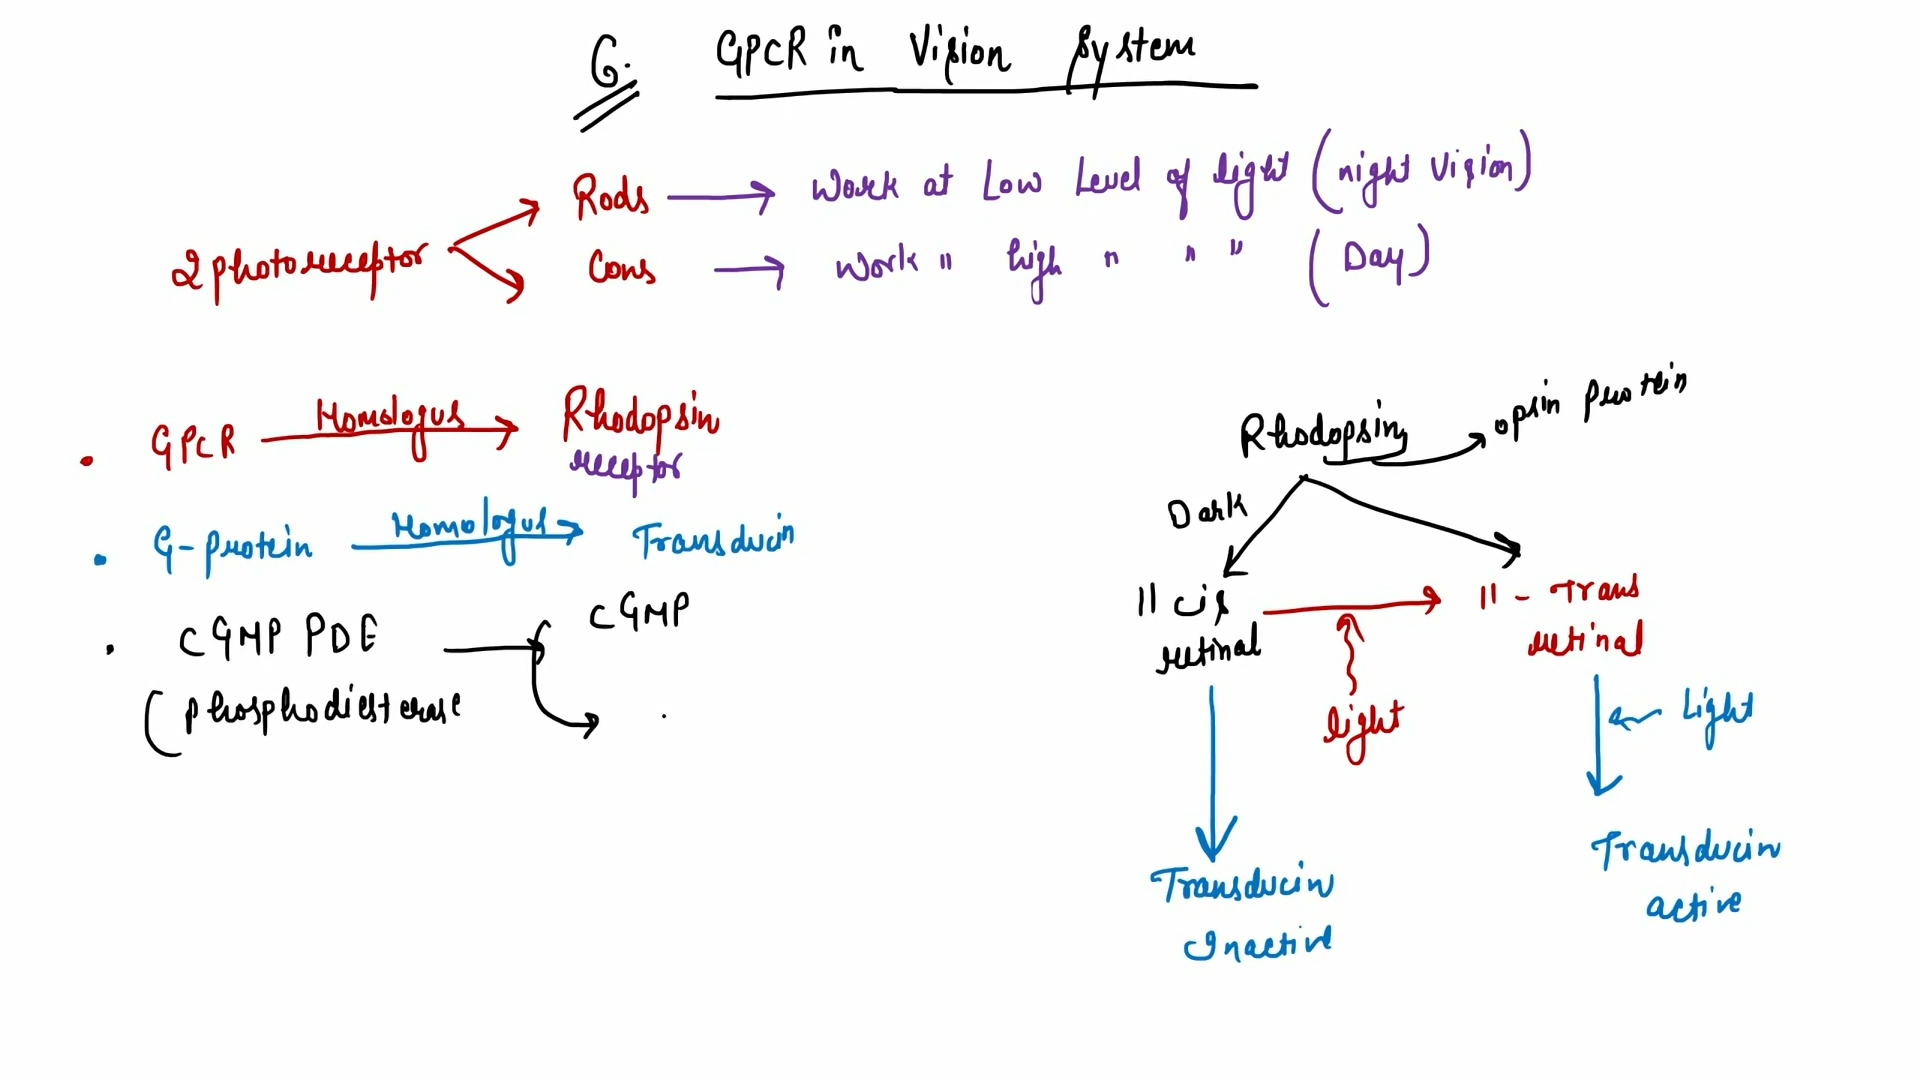 6. GPCR in Vision System
Rods → Work at Low Level of light (night Vision)
2 photoreceptor
Cons → Work " high " " " (Day)
GPCR Homologus → Rhodopsin receptor
G-protein Homologus → Transducin
cGMP PDE → cGMP
(phosphodiesterase
Rhodopsin → opsin protein
Dark
11 cis retinal → 11-Trans retinal
light
Light
Transducin Inactive
Transducin active